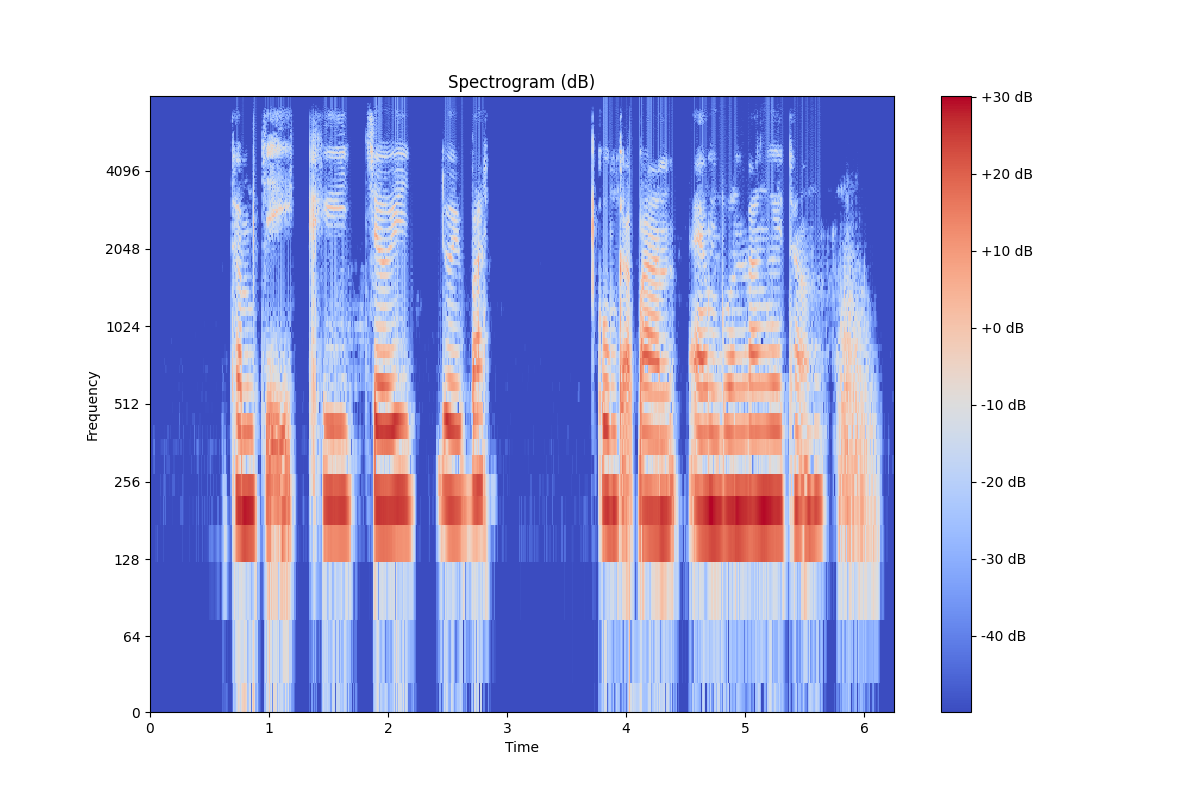 Spectrogram (dB)
Frequency
4096
2048
1024
512
256
128
64
0
0 1 2 3 4 5 6
Time
+30 dB
+20 dB
+10 dB
+0 dB
-10 dB
-20 dB
-30 dB
-40 dB